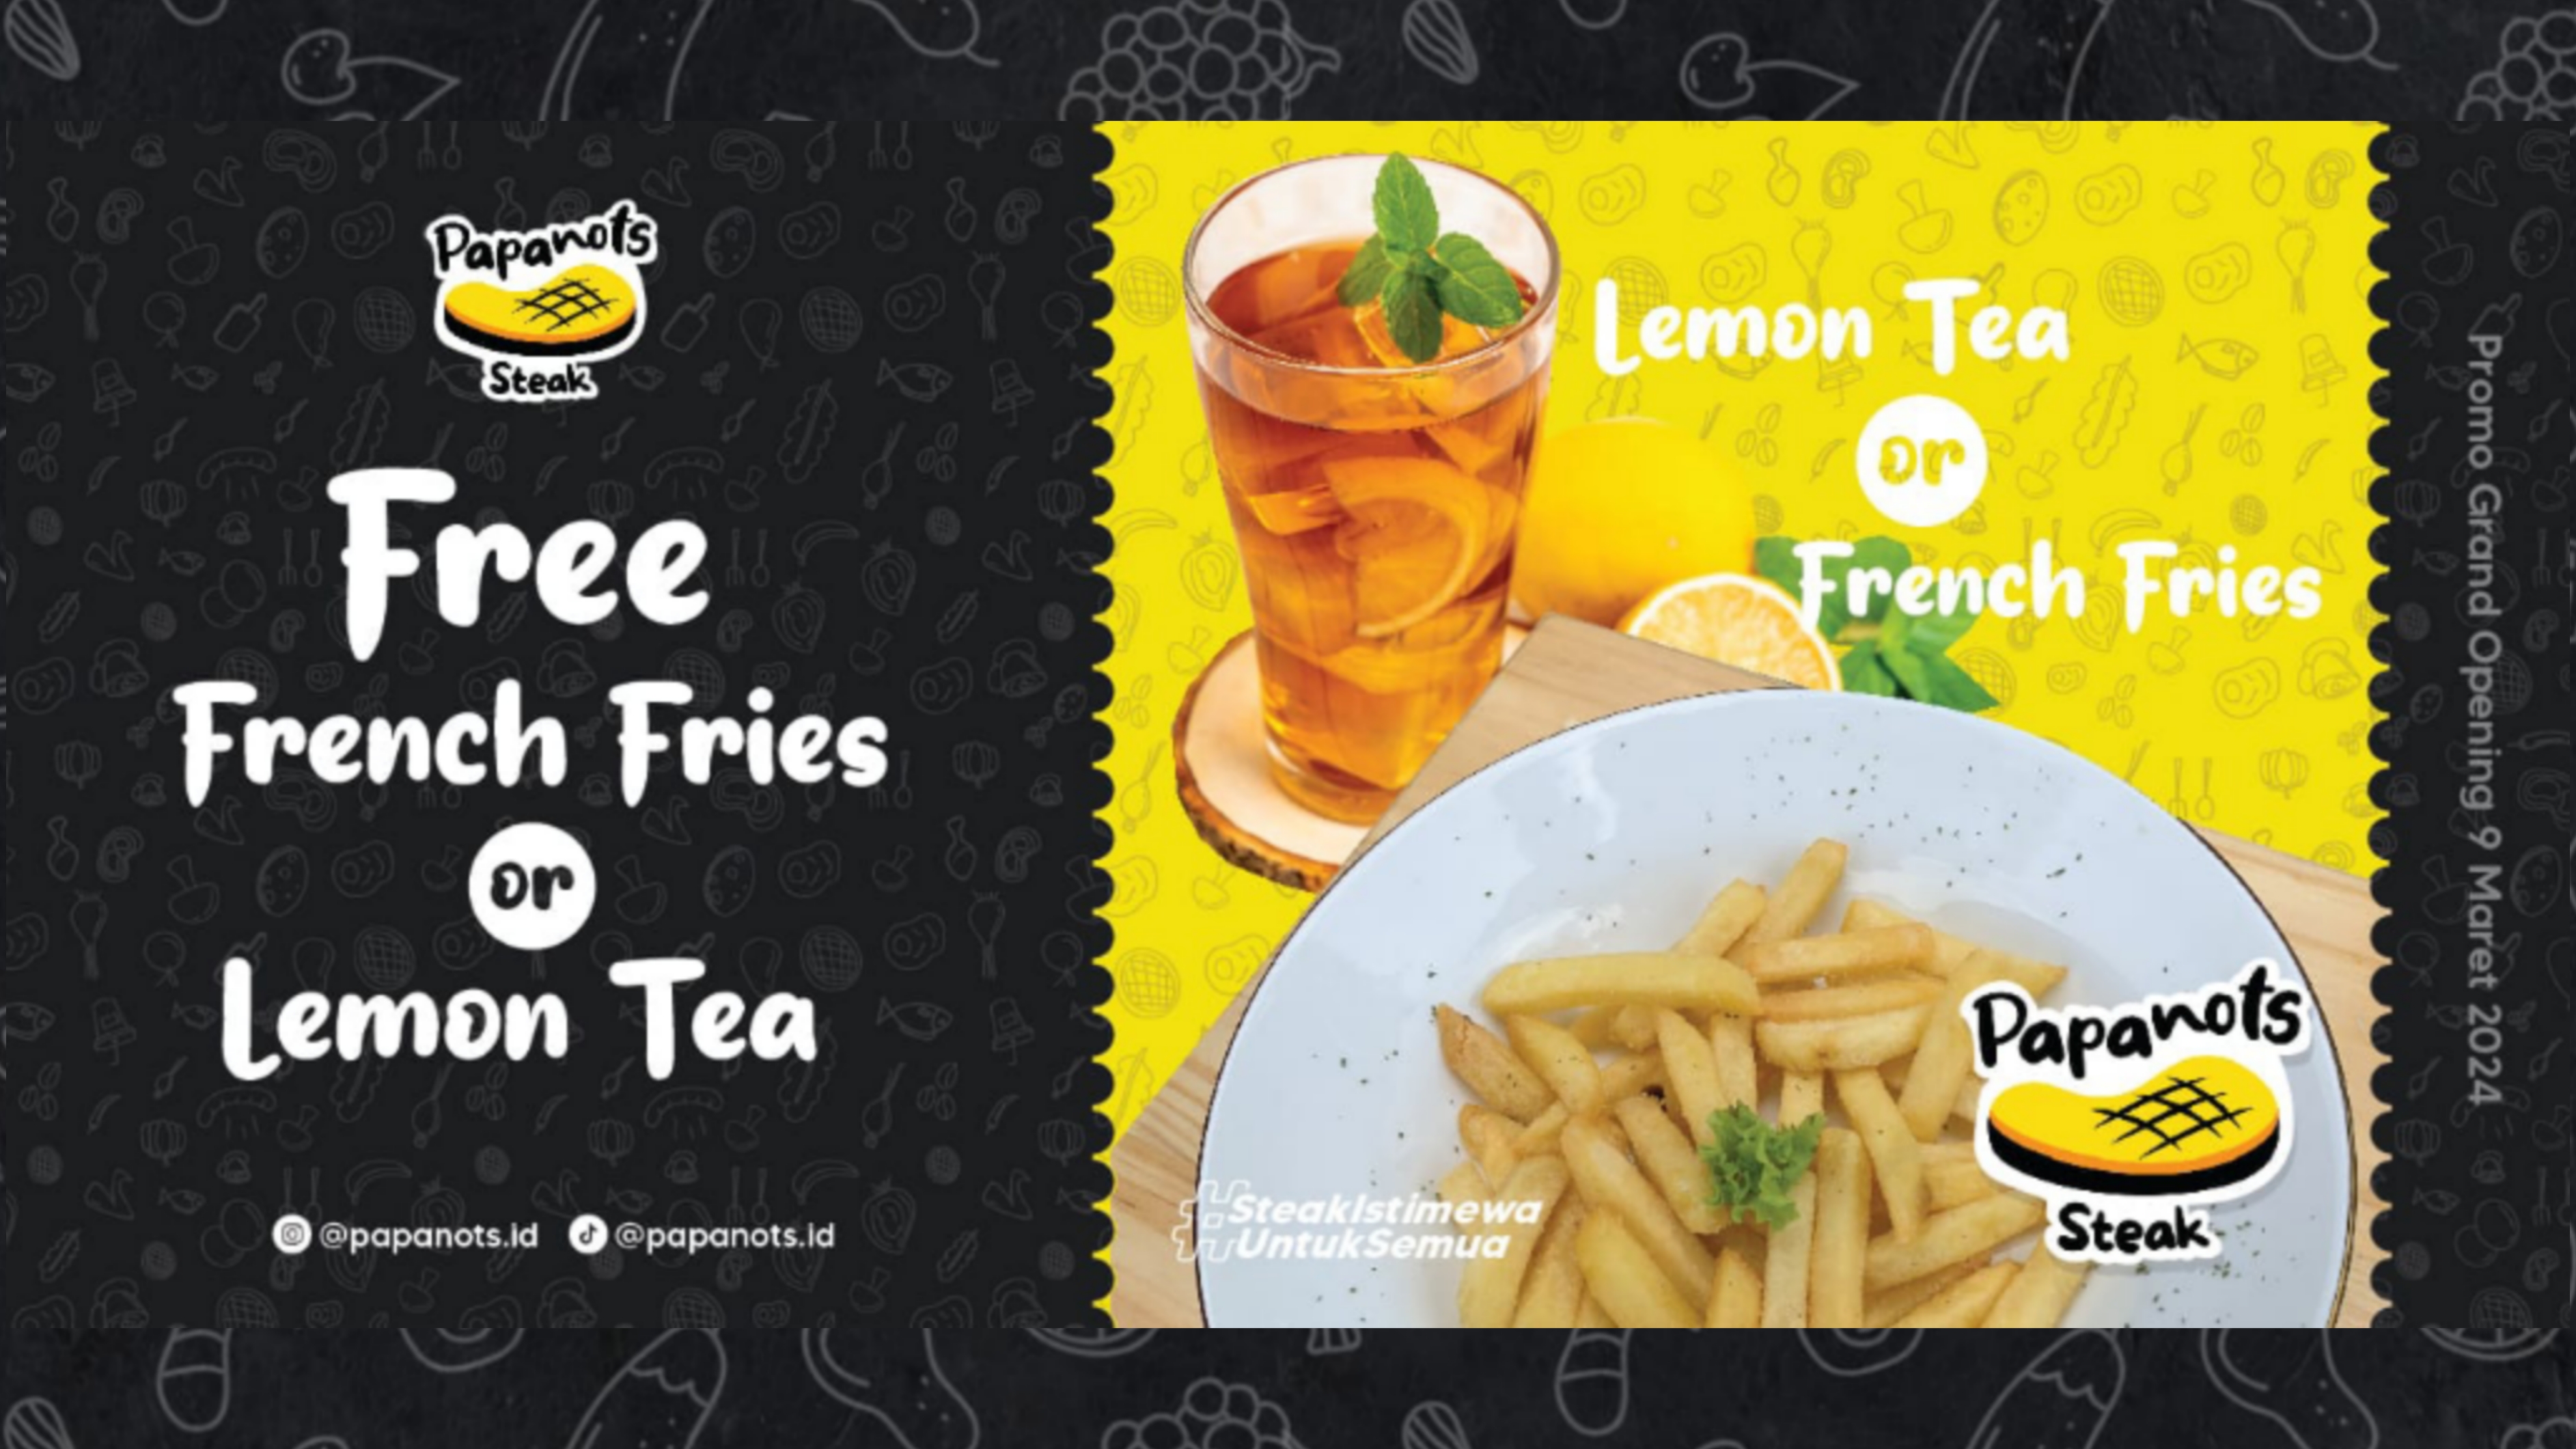 Papanots
Steak
Free
French Fries
or
Lemon Tea
@papanots.id @papanots.id
Lemon Tea
or
French Fries
#SteakIstimewa
UntukSemua
Papanots
Steak
Promo Grand Opening 9 Maret 2024